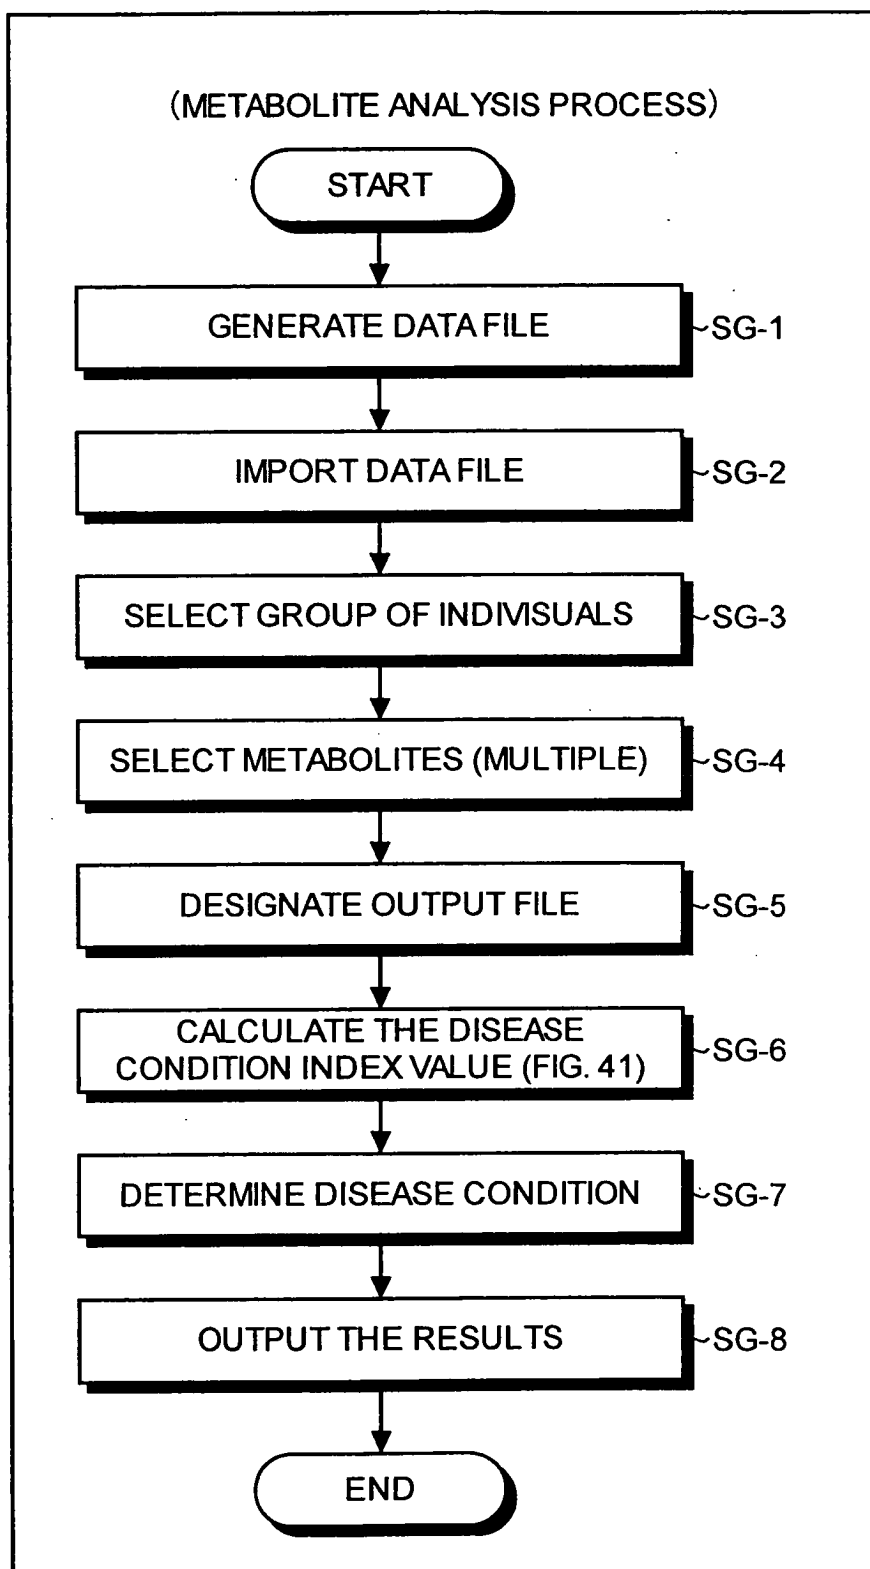 (METABOLITE ANALYSIS PROCESS)
START
GENERATE DATA FILE
SG-1
IMPORT DATA FILE
SG-2
SELECT GROUP OF INDIVISUALS
SG-3
SELECT METABOLITES (MULTIPLE)
SG-4
DESIGNATE OUTPUT FILE
SG-5
CALCULATE THE DISEASE
CONDITION INDEX VALUE (FIG. 41)
SG-6
DETERMINE DISEASE CONDITION
SG-7
OUTPUT THE RESULTS
SG-8
END